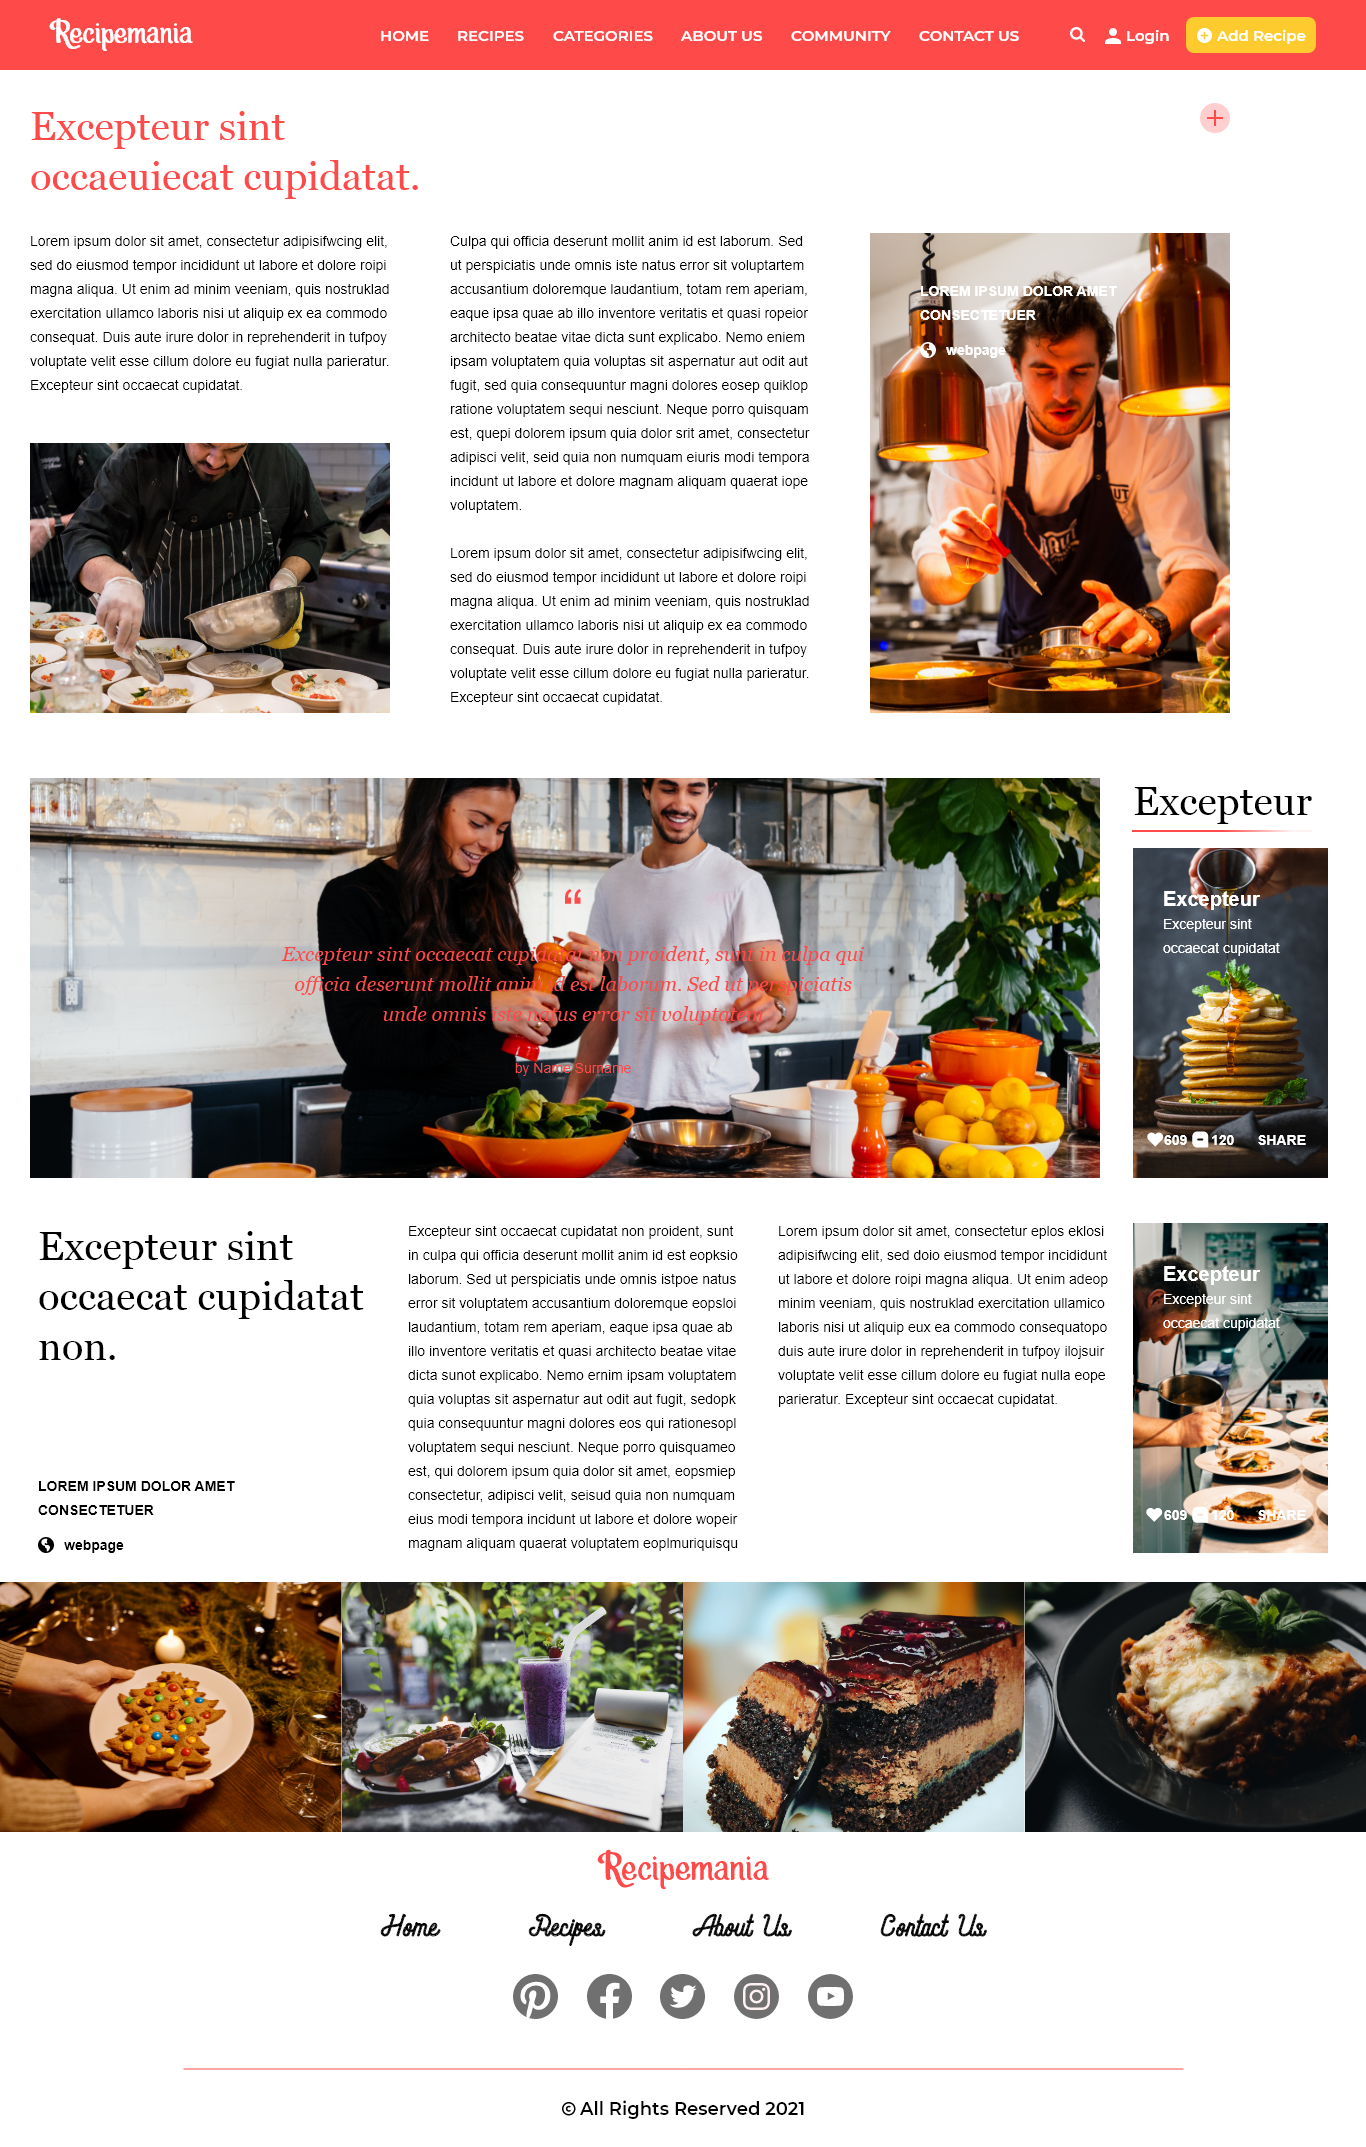 Recipemania
HOME RECIPES CATEGORIES ABOUT US COMMUNITY CONTACT US Login Add Recipe
Excepteur sint
occaeuiecat cupidatat.
Lorem ipsum dolor sit amet, consectetur adipisifwcing elit,
sed do eiusmod tempor incididunt ut labore et dolore roipi
magna aliqua. Ut enim ad minim veeniam, quis nostruklad
exercitation ullamco laboris nisi ut aliquip ex ea commodo
consequat. Duis aute irure dolor in reprehenderit in tufpoy
voluptate velit esse cillum dolore eu fugiat nulla parieratur.
Excepteur sint occaecat cupidatat.
Culpa qui officia deserunt mollit anim id est laborum. Sed
ut perspiciatis unde omnis iste natus error sit voluptartem
accusantium doloremque laudantium, totam rem aperiam,
eaque ipsa quae ab illo inventore veritatis et quasi ropeior
architecto beatae vitae dicta sunt explicabo. Nemo eniem
ipsam voluptatem quia voluptas sit aspernatur aut odit aut
fugit, sed quia consequuntur magni dolores eosep quiklop
ratione voluptatem sequi nesciunt. Neque porro quisquam
est, quepi dolorem ipsum quia dolor srit amet, consectetur
adipisci velit, seid quia non numquam eiuris modi tempora
incidunt ut labore et dolore magnam aliquam quaerat iope
voluptatem.
Lorem ipsum dolor sit amet, consectetur adipisifwcing elit,
sed do eiusmod tempor incididunt ut labore et dolore roipi
magna aliqua. Ut enim ad minim veeniam, quis nostruklad
exercitation ullamco laboris nisi ut aliquip ex ea commodo
consequat. Duis aute irure dolor in reprehenderit in tufpoy
voluptate velit esse cillum dolore eu fugiat nulla parieratur.
Excepteur sint occaecat cupidatat.
LOREM IPSUM DOLOR AMET
CONSECTETUER
webpage
“
Excepteur sint occaecat cupidatat non proident, sunt in culpa qui
officia deserunt mollit anim id est laborum. Sed ut perspiciatis
unde omnis iste natus error sit voluptatem
by Name Surname
Excepteur
Excepteur
Excepteur sint
occaecat cupidatat
609 120 SHARE
Excepteur sint
occaecat cupidatat
non.
LOREM IPSUM DOLOR AMET
CONSECTETUER
webpage
Excepteur sint occaecat cupidatat non proident, sunt
in culpa qui officia deserunt mollit anim id est eopksio
laborum. Sed ut perspiciatis unde omnis istpoe natus
error sit voluptatem accusantium doloremque eopsloi
laudantium, totam rem aperiam, eaque ipsa quae ab
illo inventore veritatis et quasi architecto beatae vitae
dicta sunot explicabo. Nemo ernim ipsam voluptatem
quia voluptas sit aspernatur aut odit aut fugit, sedopk
quia consequuntur magni dolores eos qui rationesopl
voluptatem sequi nesciunt. Neque porro quisquameo
est, qui dolorem ipsum quia dolor sit amet, eopsmiep
consectetur, adipisci velit, seisud quia non numquam
eius modi tempora incidunt ut labore et dolore wopeir
magnam aliquam quaerat voluptatem eoplmuriquisqu
Lorem ipsum dolor sit amet, consectetur eplos eklosi
adipisifwcing elit, sed doio eiusmod tempor incididunt
ut labore et dolore roipi magna aliqua. Ut enim adeop
minim veeniam, quis nostruklad exercitation ullamico
laboris nisi ut aliquip eux ea commodo consequatopo
duis aute irure dolor in reprehenderit in tufpoy ilojsuir
voluptate velit esse cillum dolore eu fugiat nulla eope
parieratur. Excepteur sint occaecat cupidatat.
Excepteur
Excepteur sint
occaecat cupidatat
609 120 SHARE
Recipemania
Home Recipes About Us Contact Us
© All Rights Reserved 2021